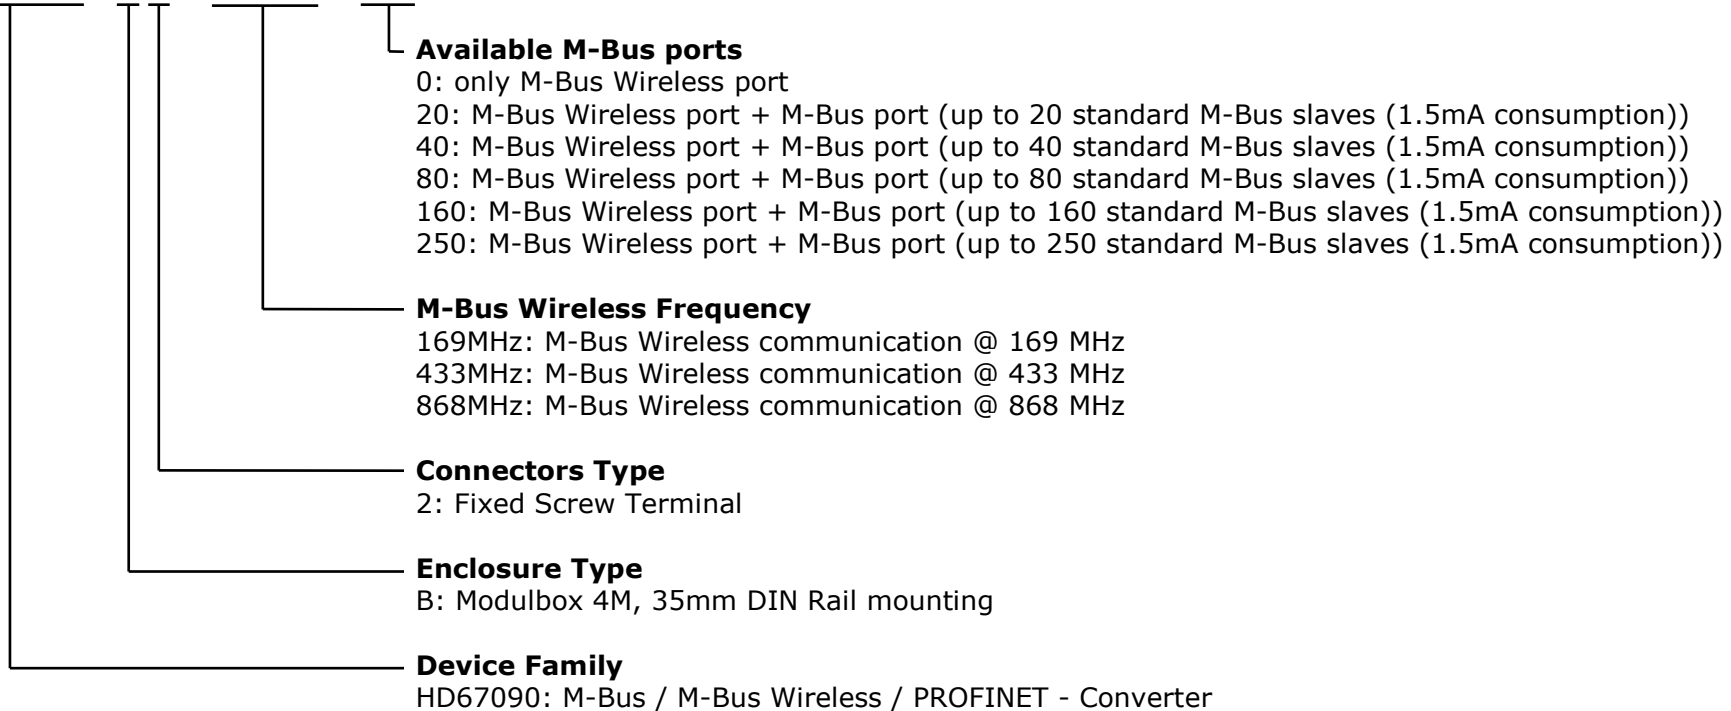 Available M-Bus ports
0: only M-Bus Wireless port
20: M-Bus Wireless port + M-Bus port (up to 20 standard M-Bus slaves (1.5mA consumption))
40: M-Bus Wireless port + M-Bus port (up to 40 standard M-Bus slaves (1.5mA consumption))
80: M-Bus Wireless port + M-Bus port (up to 80 standard M-Bus slaves (1.5mA consumption))
160: M-Bus Wireless port + M-Bus port (up to 160 standard M-Bus slaves (1.5mA consumption))
250: M-Bus Wireless port + M-Bus port (up to 250 standard M-Bus slaves (1.5mA consumption))
M-Bus Wireless Frequency
169MHz: M-Bus Wireless communication @ 169 MHz
433MHz: M-Bus Wireless communication @ 433 MHz
868MHz: M-Bus Wireless communication @ 868 MHz
Connectors Type
2: Fixed Screw Terminal
Enclosure Type
B: Modulbox 4M, 35mm DIN Rail mounting
Device Family
HD67090: M-Bus / M-Bus Wireless / PROFINET - Converter